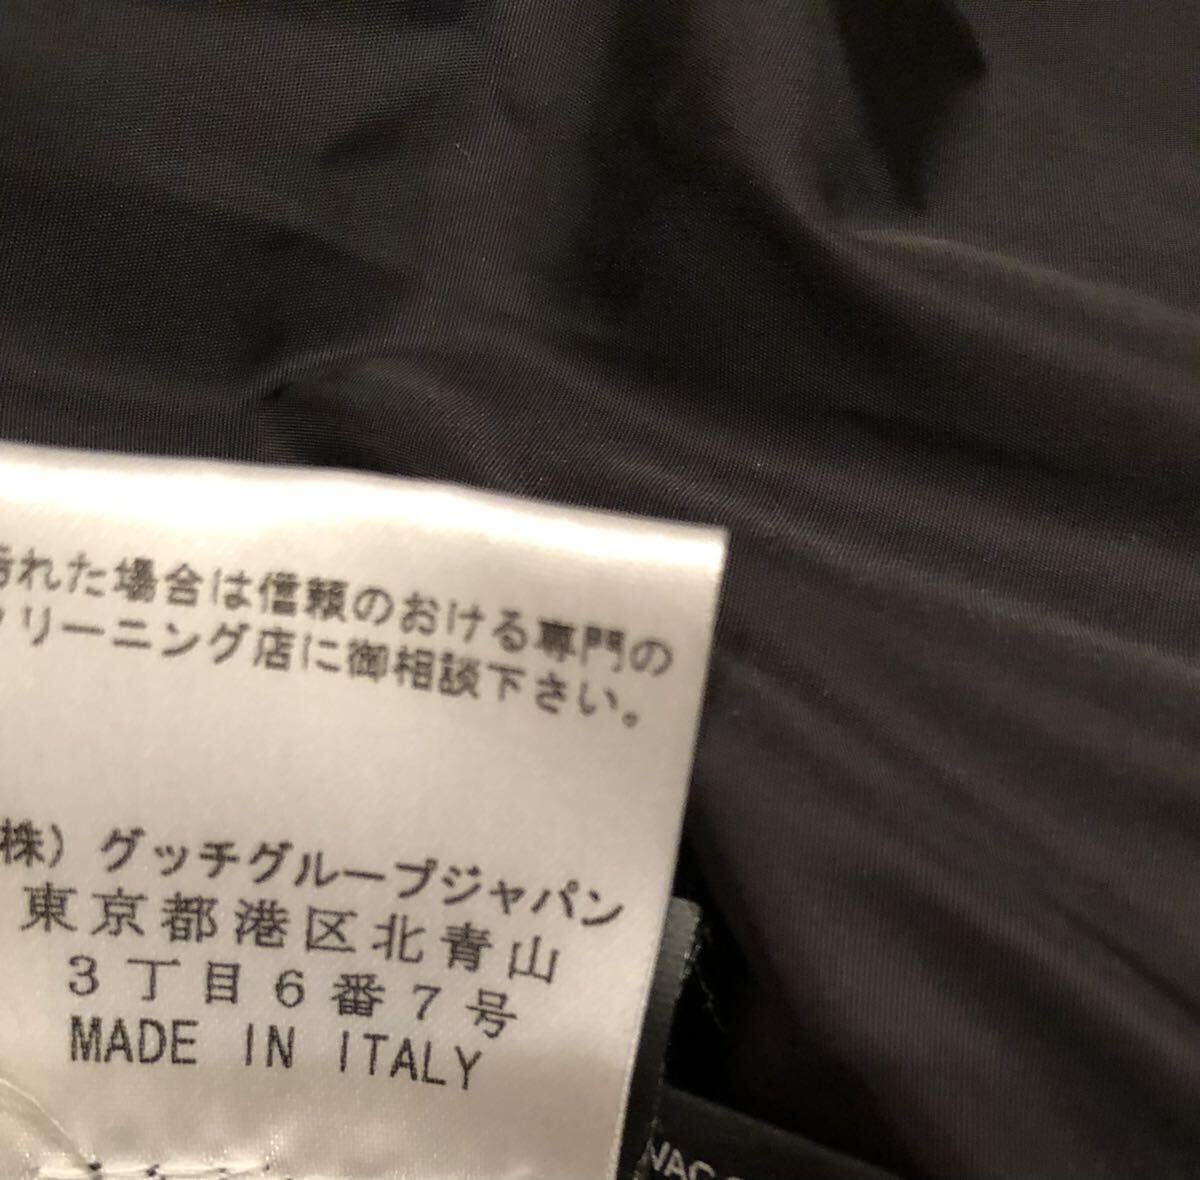 汚れた場合は信頼のおける専門の
クリーニング店に御相談下さい。
株）グッチグループジャパン
東京都港区北青山
3丁目6番7号
MADE IN ITALY